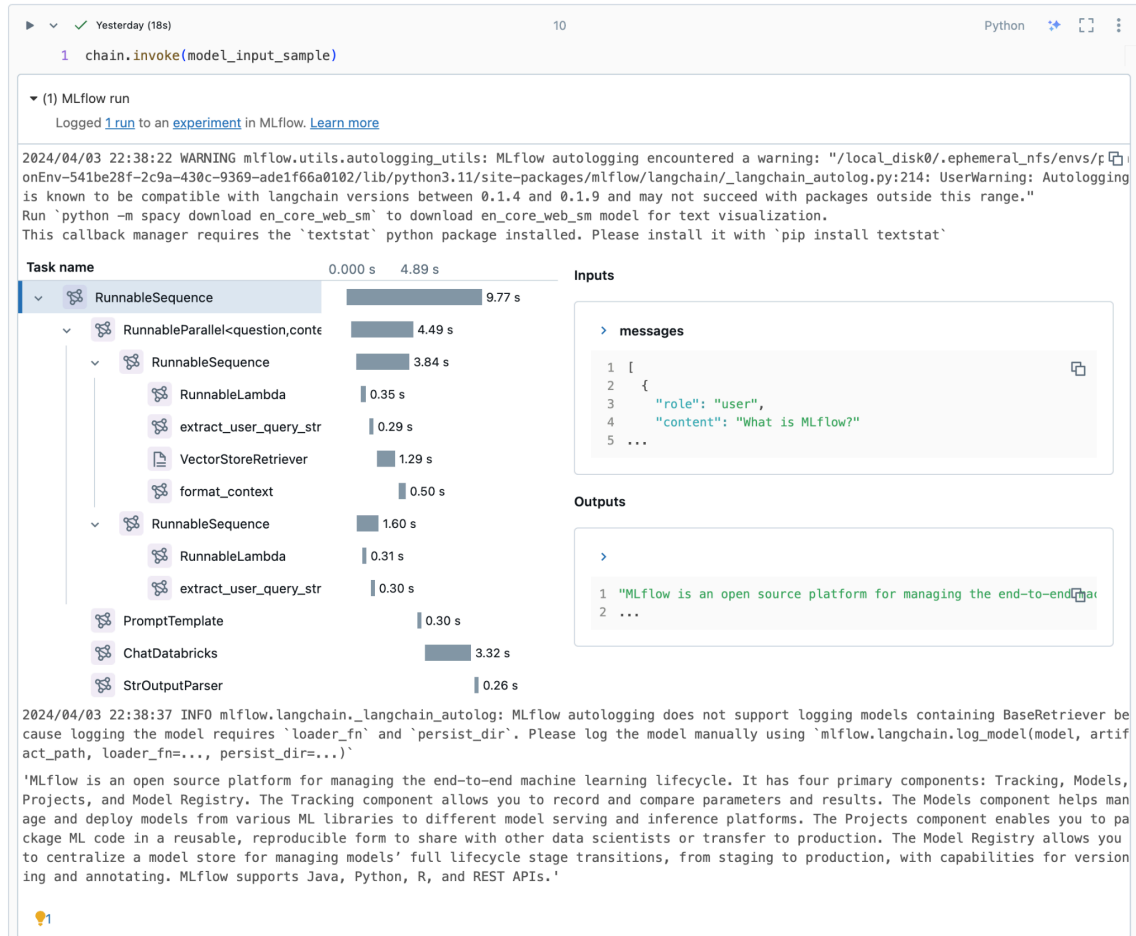 Yesterday (18s)
10
Python
1 chain.invoke(model_input_sample)
(1) MLflow run
Logged 1 run to an experiment in MLflow. Learn more
2024/04/03 22:38:22 WARNING mlflow.utils.autologging_utils: MLflow autologging encountered a warning: "/local_disk0/.ephemeral_nfs/envs/p
onEnv-541be28f-2c9a-430c-9369-ade1f66a0102/lib/python3.11/site-packages/mlflow/langchain/_langchain_autolog.py:214: UserWarning: Autologging
is known to be compatible with langchain versions between 0.1.4 and 0.1.9 and may not succeed with packages outside this range."
Run `python -m spacy download en_core_web_sm` to download en_core_web_sm model for text visualization.
This callback manager requires the `textstat` python package installed. Please install it with `pip install textstat`
Task name
0.000 s 4.89 s
RunnableSequence 9.77 s
RunnableParallel<question,conte 4.49 s
RunnableSequence 3.84 s
RunnableLambda 0.35 s
extract_user_query_str 0.29 s
VectorStoreRetriever 1.29 s
format_context 0.50 s
RunnableSequence 1.60 s
RunnableLambda 0.31 s
extract_user_query_str 0.30 s
PromptTemplate 0.30 s
ChatDatabricks 3.32 s
StrOutputParser 0.26 s
Inputs
messages
1 [
2 {
3 "role": "user",
4 "content": "What is MLflow?"
5 ...
Outputs
1 "MLflow is an open source platform for managing the end-to-end mac
2 ...
2024/04/03 22:38:37 INFO mlflow.langchain._langchain_autolog: MLflow autologging does not support logging models containing BaseRetriever be
cause logging the model requires `loader_fn` and `persist_dir`. Please log the model manually using `mlflow.langchain.log_model(model, artif
act_path, loader_fn=..., persist_dir=...)`
'MLflow is an open source platform for managing the end-to-end machine learning lifecycle. It has four primary components: Tracking, Models,
Projects, and Model Registry. The Tracking component allows you to record and compare parameters and results. The Models component helps man
age and deploy models from various ML libraries to different model serving and inference platforms. The Projects component enables you to pa
ckage ML code in a reusable, reproducible form to share with other data scientists or transfer to production. The Model Registry allows you
to centralize a model store for managing models’ full lifecycle stage transitions, from staging to production, with capabilities for version
ing and annotating. MLflow supports Java, Python, R, and REST APIs.'
1